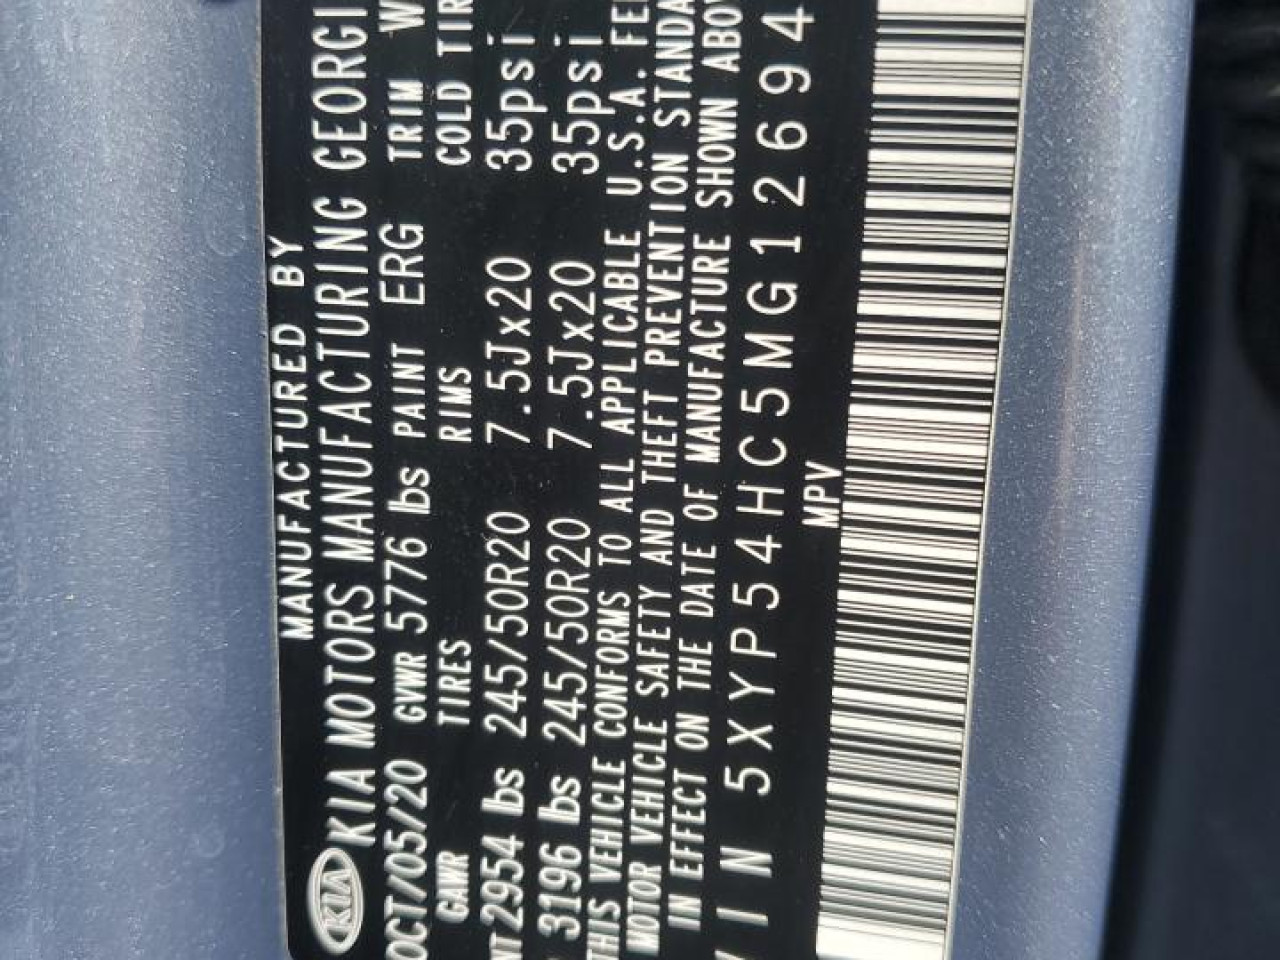 MANUFACTURED BY
KIA KIA MOTORS MANUFACTURING GEORGI
OCT/05/20 GVWR 5776 lbs PAINT ERG TRIM W
GAWR TIRES RIMS COLD TIR
NT 2954 lbs 245/50R20 7.5Jx20 35psi
3196 lbs 245/50R20 7.5Jx20 35psi
THIS VEHICLE CONFORMS TO ALL APPLICABLE U.S.A. FE
MOTOR VEHICLE SAFETY AND THEFT PREVENTION STANDA
IN EFFECT ON THE DATE OF MANUFACTURE SHOWN ABO
VIN 5XYP54HC5MG12694
MPV